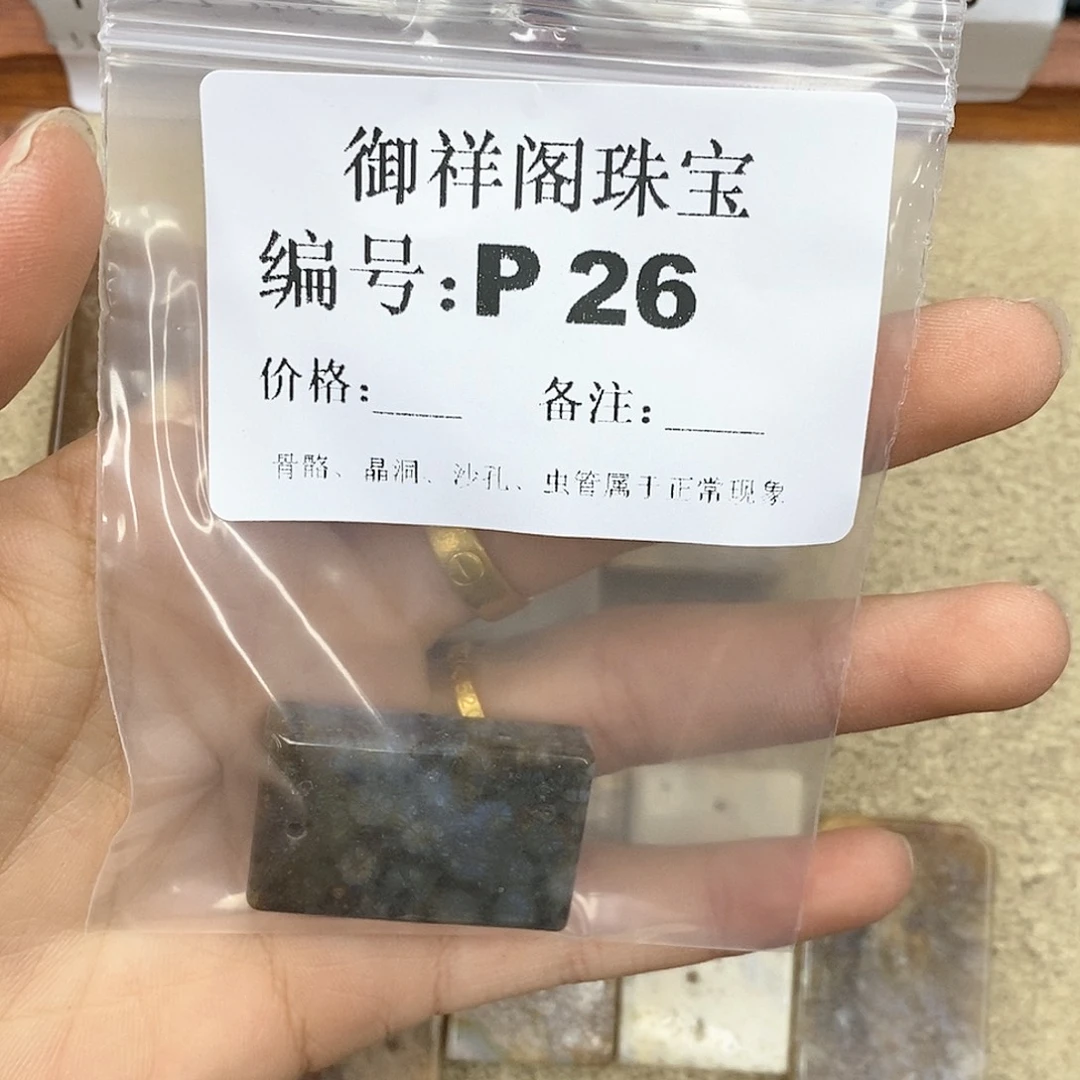 御祥阁珠宝
编号:P 26
价格:____ 备注:____
骨骼、晶洞、沙孔、虫管属于正常现象